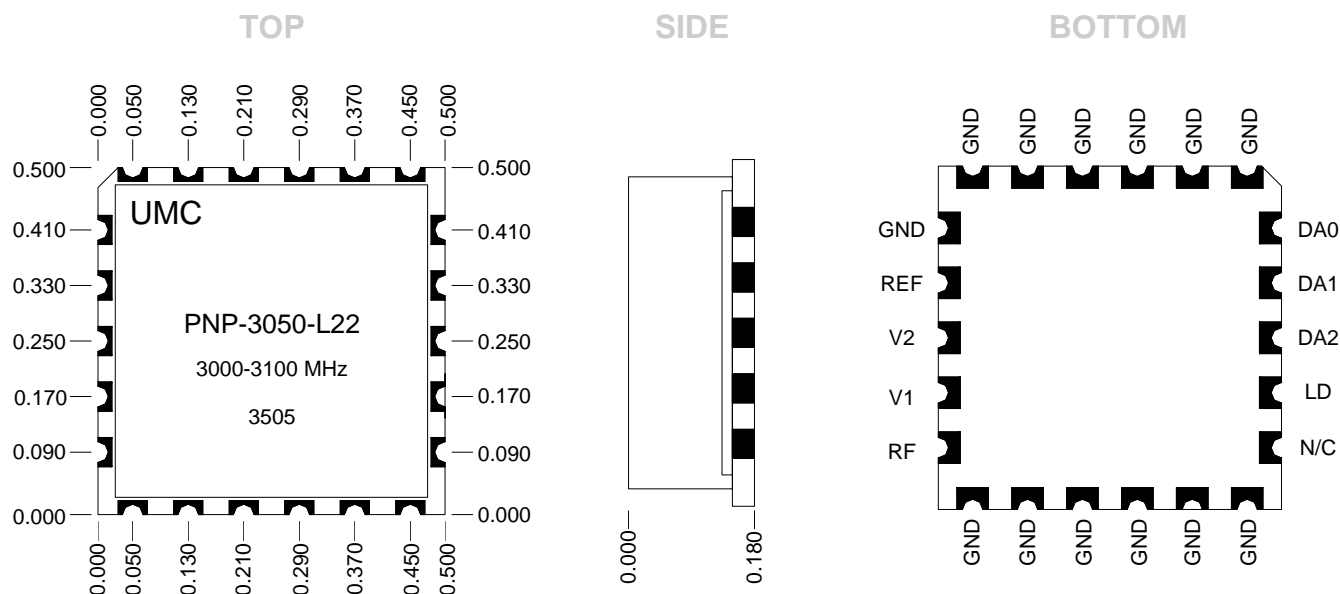 TOP
SIDE
BOTTOM
0.000
0.050
0.130
0.210
0.290
0.370
0.450
0.500
0.500
0.410
0.330
0.250
0.170
0.090
0.000
UMC
PNP-3050-L22
3000-3100 MHz
3505
0.500
0.410
0.330
0.250
0.170
0.090
0.000
0.000
0.050
0.130
0.210
0.290
0.370
0.450
0.500
0.000
0.180
GND
GND
GND
GND
GND
GND
GND
REF
V2
V1
RF
DA0
DA1
DA2
LD
N/C
GND
GND
GND
GND
GND
GND